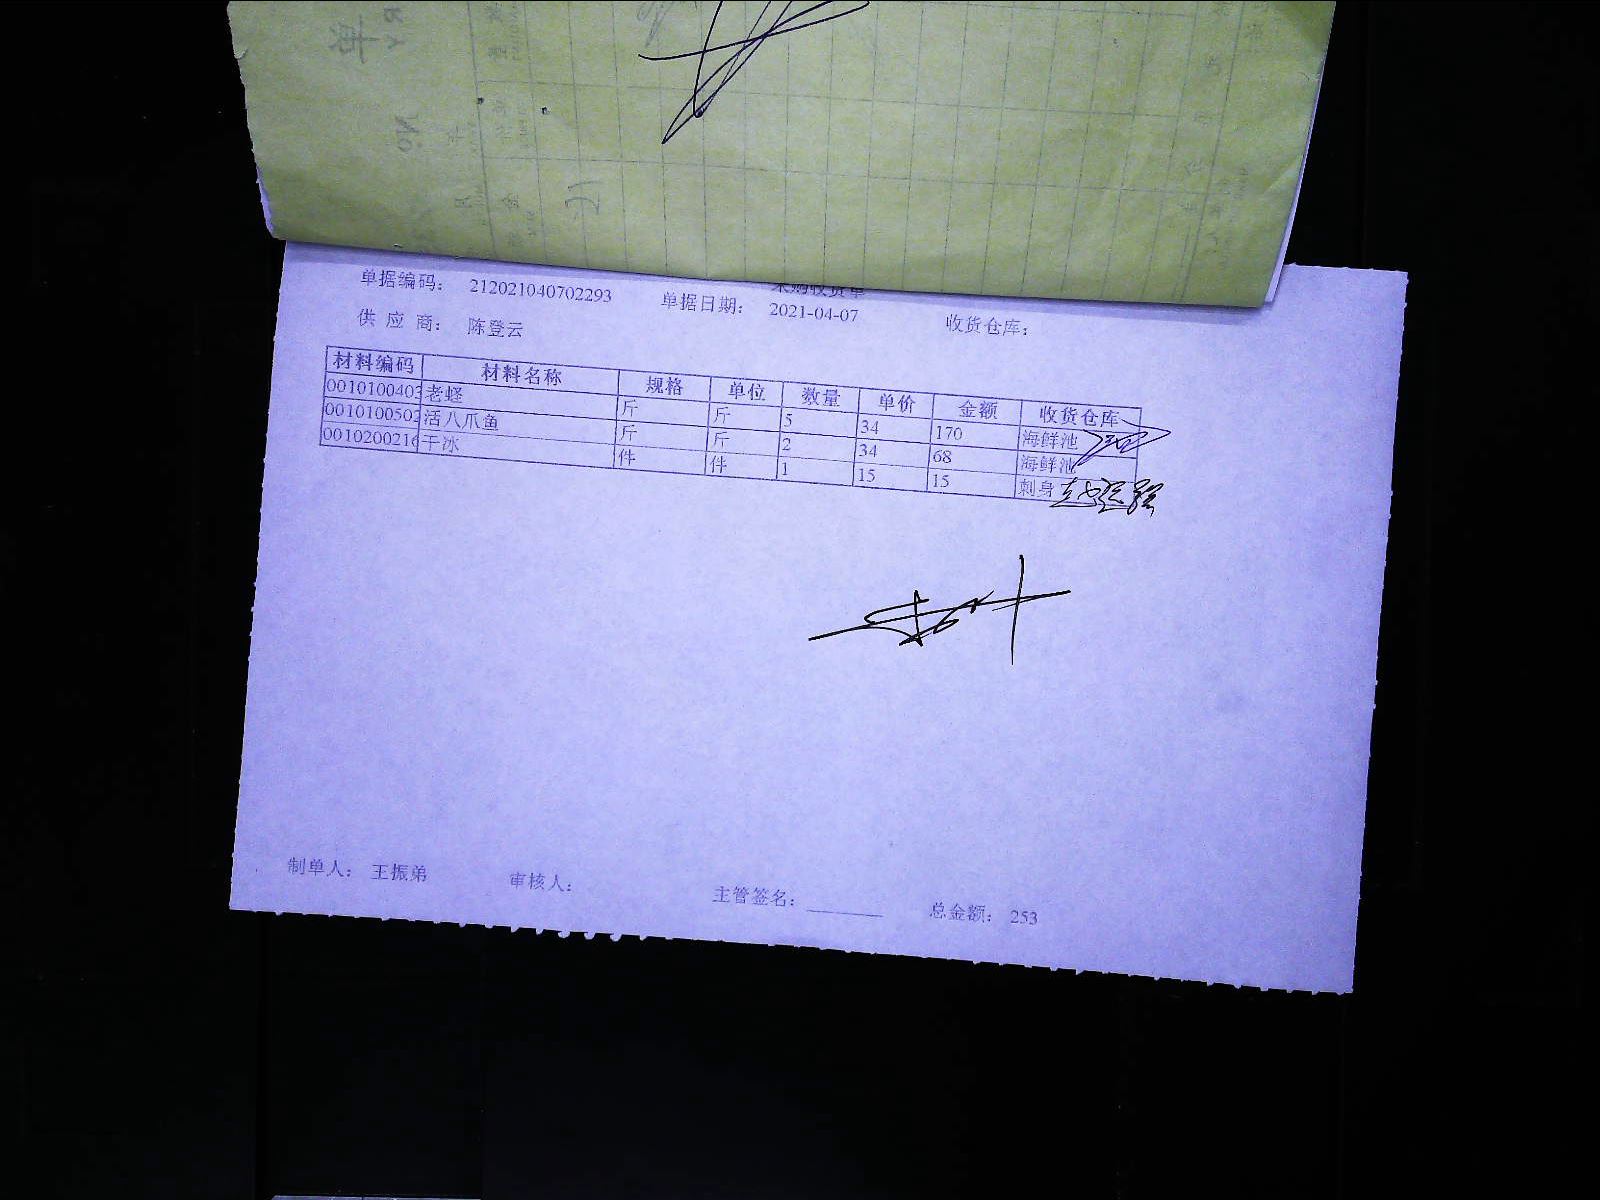 采购收货单
单据编码： 212021040702293 单据日期： 2021-04-07 收货仓库：
供 应 商： 陈登云
材料编码 材料名称 规格 单位 数量 单价 金额 收货仓库
0010100403 老蛏 斤 斤 5 34 170 海鲜池
0010100502 活八爪鱼 斤 斤 2 34 68 海鲜池
0010200216 干冰 件 件 1 15 15 刺身
制单人： 王振弟 审核人： 主管签名： 总金额： 253